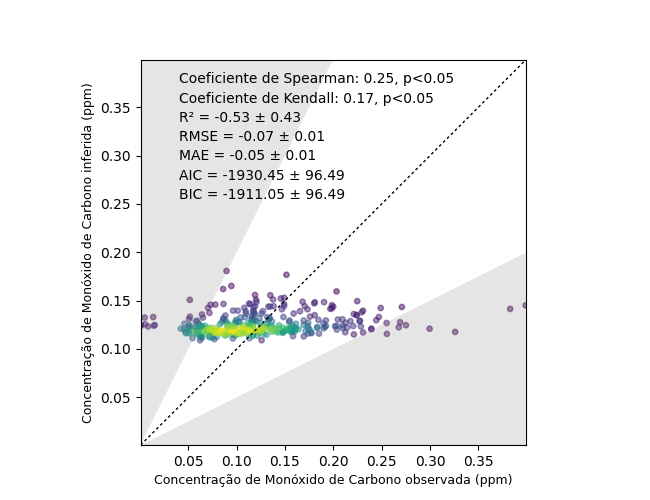 Coeficiente de Spearman: 0.25, p<0.05
Coeficiente de Kendall: 0.17, p<0.05
R² = -0.53 ± 0.43
RMSE = -0.07 ± 0.01
MAE = -0.05 ± 0.01
AIC = -1930.45 ± 96.49
BIC = -1911.05 ± 96.49
Concentração de Monóxido de Carbono inferida (ppm)
0.35
0.30
0.25
0.20
0.15
0.10
0.05
0.05 0.10 0.15 0.20 0.25 0.30 0.35
Concentração de Monóxido de Carbono observada (ppm)